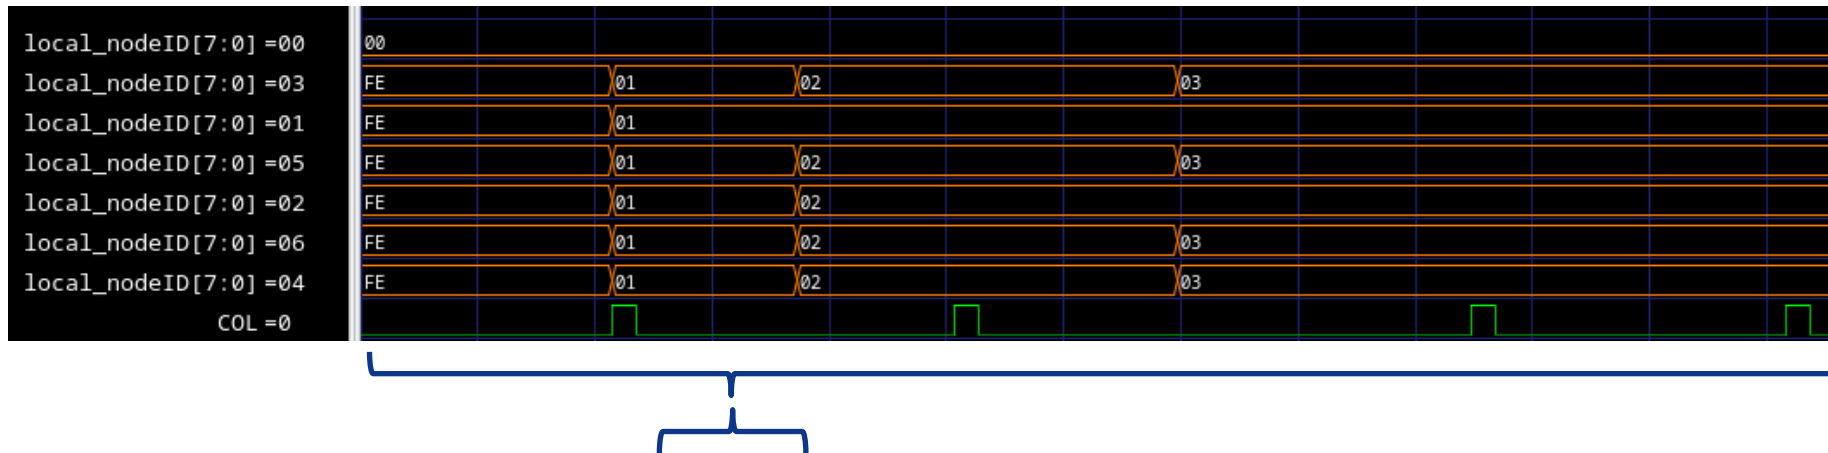 local_nodeID[7:0] =00 00
local_nodeID[7:0] =03 FE 01 02 03
local_nodeID[7:0] =01 FE 01
local_nodeID[7:0] =05 FE 01 02 03
local_nodeID[7:0] =02 FE 01 02
local_nodeID[7:0] =06 FE 01 02 03
local_nodeID[7:0] =04 FE 01 02 03
COL =0